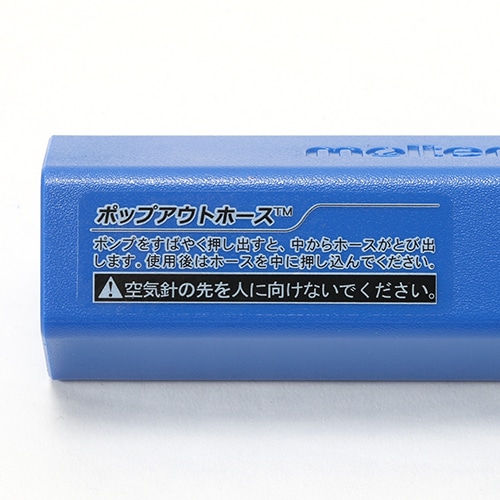 molten
ポップアウトホース™
ポンプをすばやく押し出すと、中からホースがとび出
します。使用後はホースを中に押し込んでください。
空気針の先を人に向けないでください。